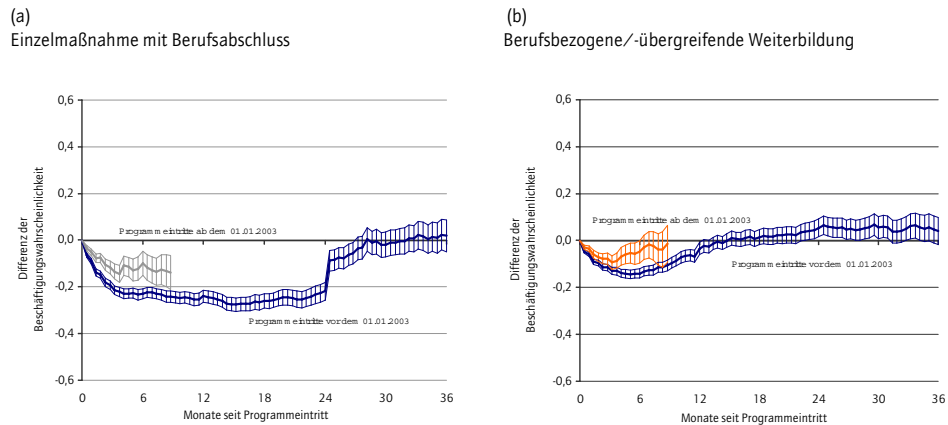 (a)
Einzelmaßnahme mit Berufsabschluss
0,6
0,4
0,2
0,0
-0,2
-0,4
-0,6
Differenz der
Beschäftigungswahrscheinlichkeit
Programmeintritte ab dem 01.01.2003
Programmeintritte vor dem 01.01.2003
0 6 12 18 24 30 36
Monate seit Programmeintritt
(b)
Berufsbezogene/-übergreifende Weiterbildung
0,6
0,4
0,2
0,0
-0,2
-0,4
-0,6
Differenz der
Beschäftigungswahrscheinlichkeit
Programmeintritte ab dem 01.01.2003
Programmeintritte vor dem 01.01.2003
0 6 12 18 24 30 36
Monate seit Programmeintritt